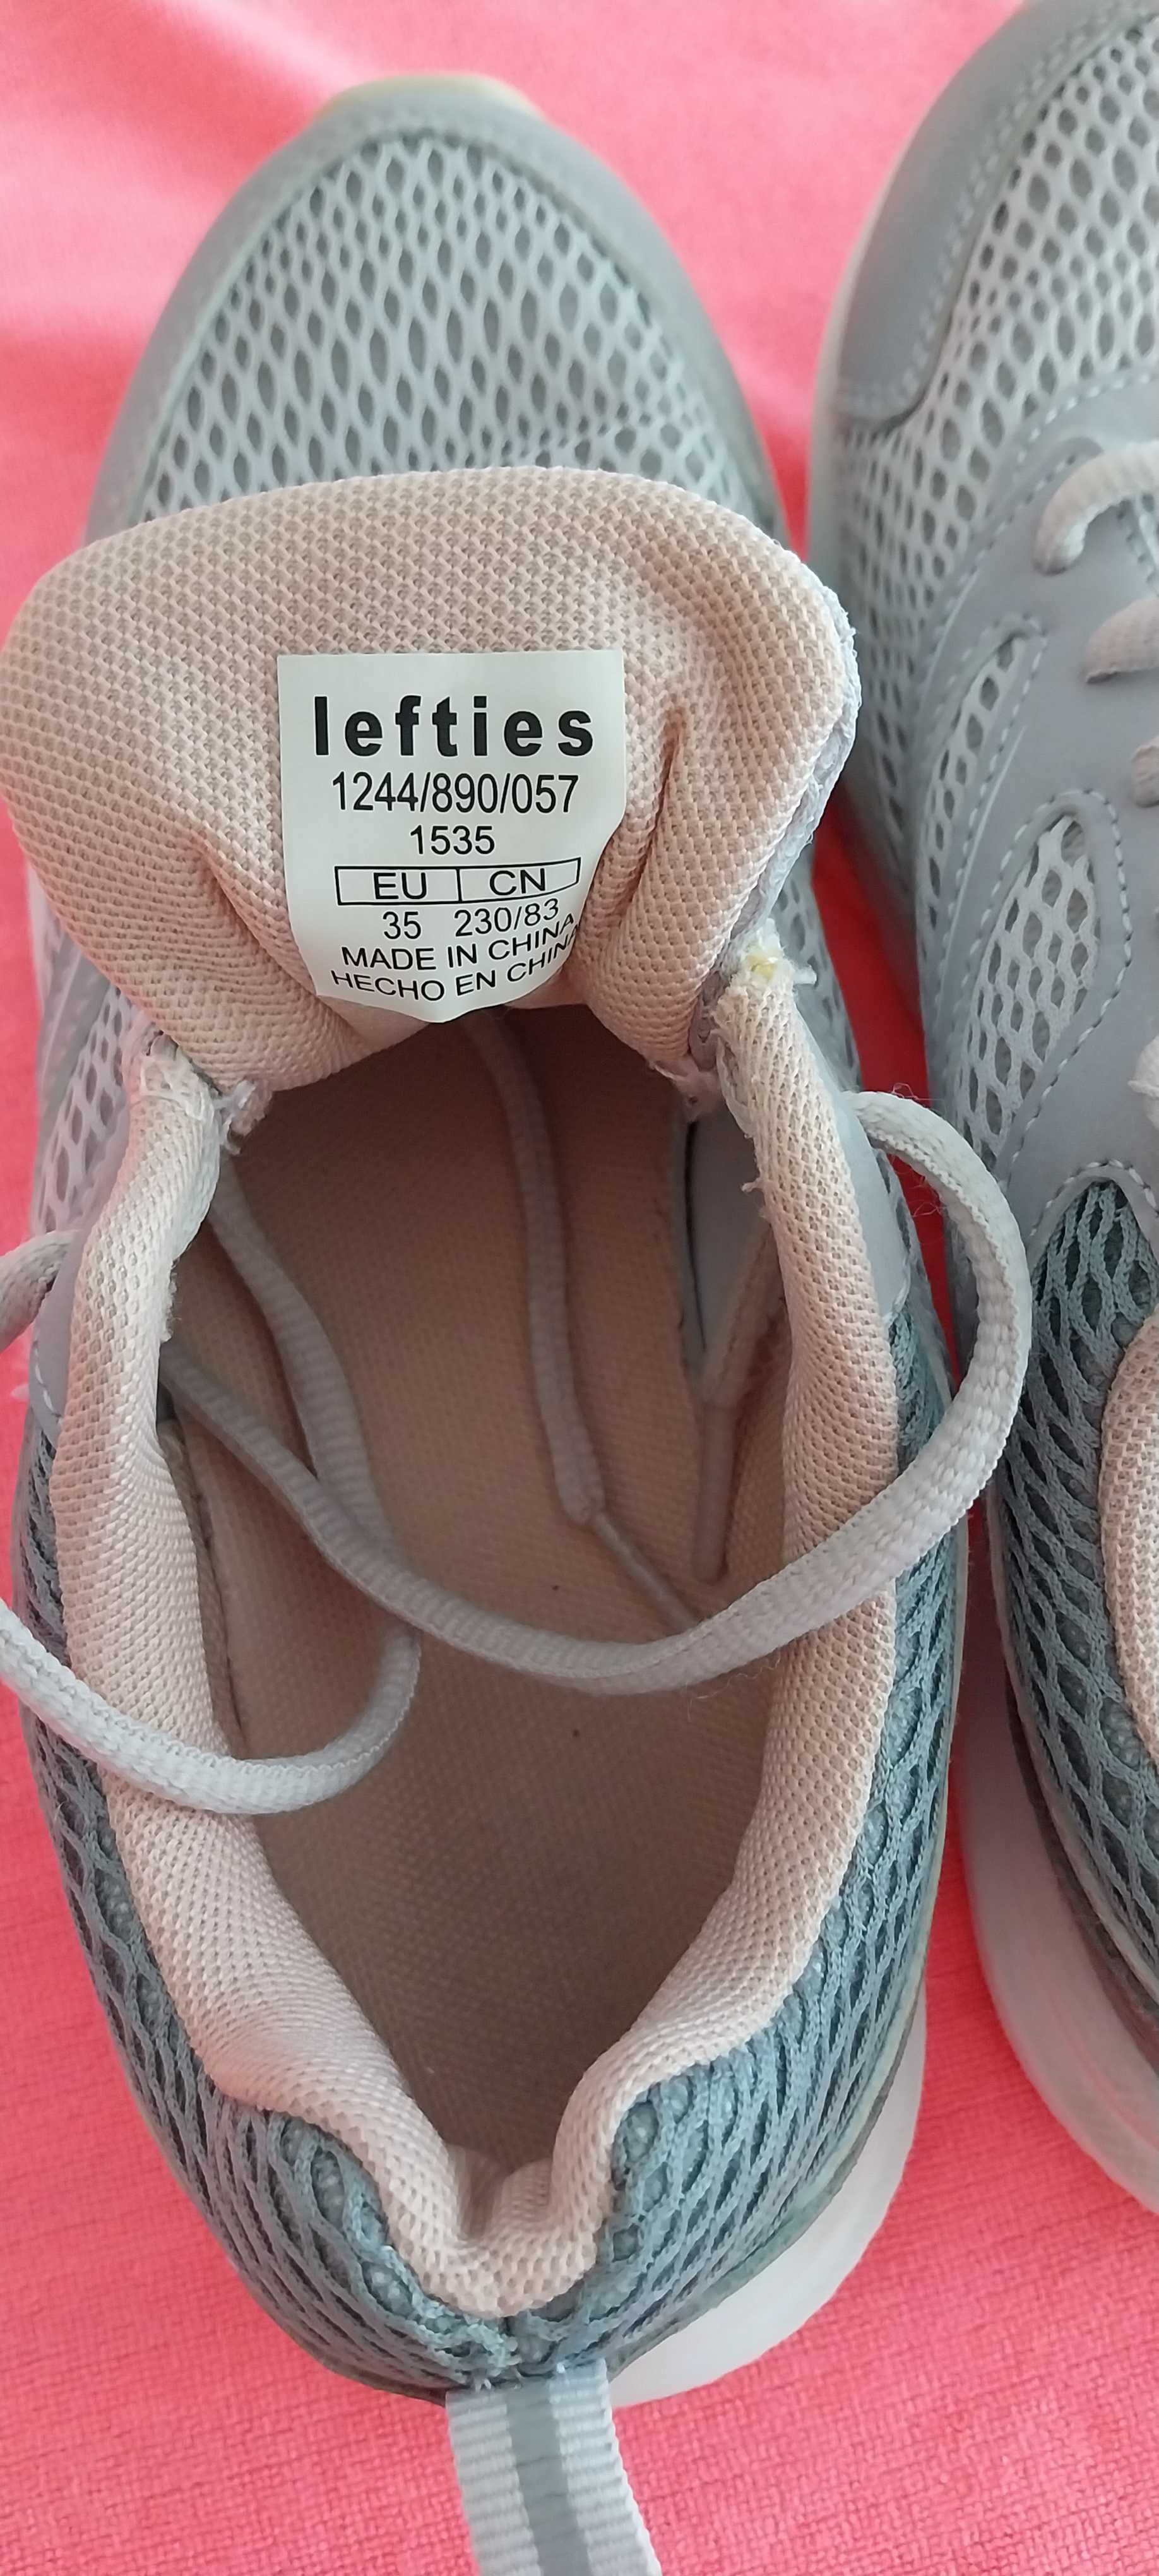 lefties
1244/890/057
1535
EU CN
35 230/83
MADE IN CHINA
HECHO EN CHINA